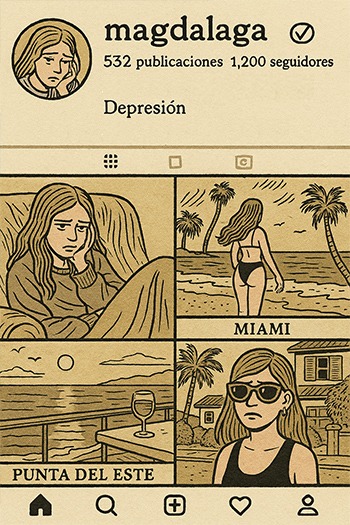 magdalaga
532 publicaciones 1,200 seguidores
Depresión
MIAMI
PUNTA DEL ESTE